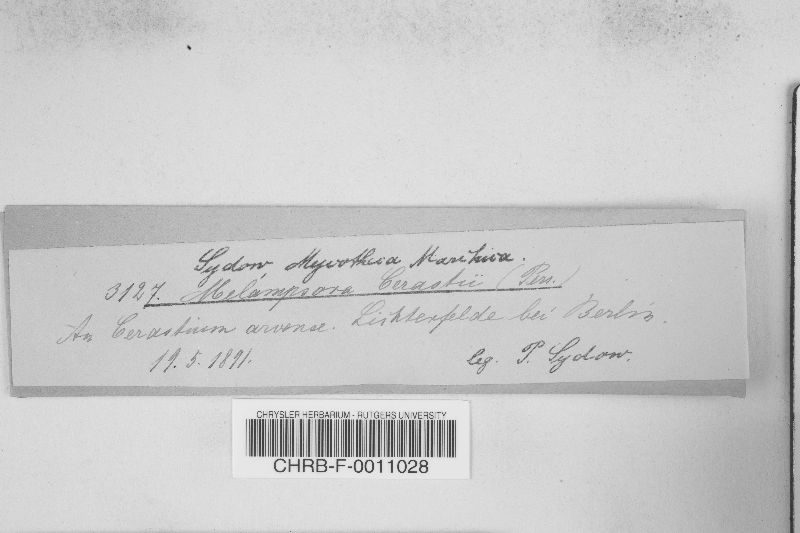 Sydow, Mycotheca Marchica.
3127. Melampsora Cerastii (Pers.)
An Cerastium arvense. Lichterfelde bei Berlin.
19. 5. 1891. leg. P. Sydow.
CHRYSLER HERBARIUM - RUTGERS UNIVERSITY
CHRB-F-0011028